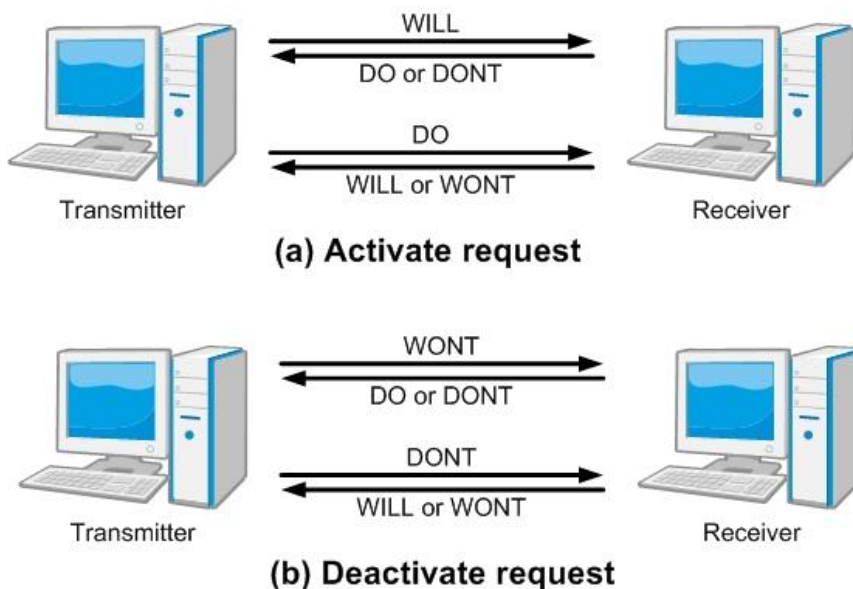 WILL
DO or DONT
DO
WILL or WONT
Transmitter
Receiver
(a) Activate request
WONT
DO or DONT
DONT
WILL or WONT
Transmitter
Receiver
(b) Deactivate request